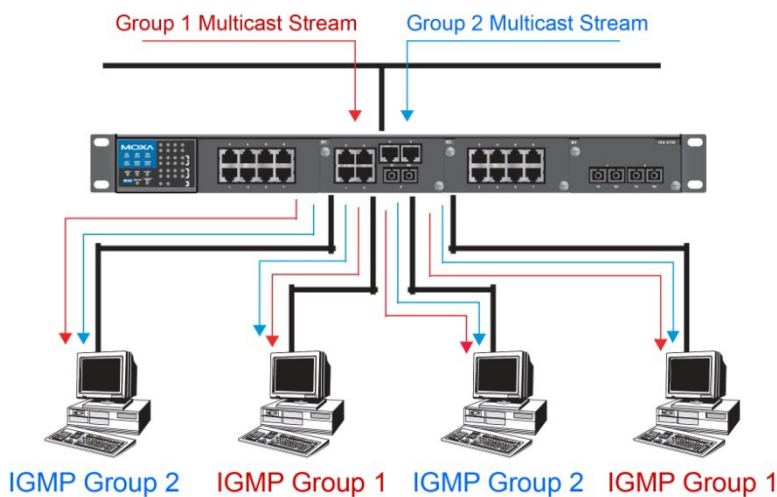 Group 1 Multicast Stream
Group 2 Multicast Stream
MOXA
IGMP Group 2
IGMP Group 1
IGMP Group 2
IGMP Group 1